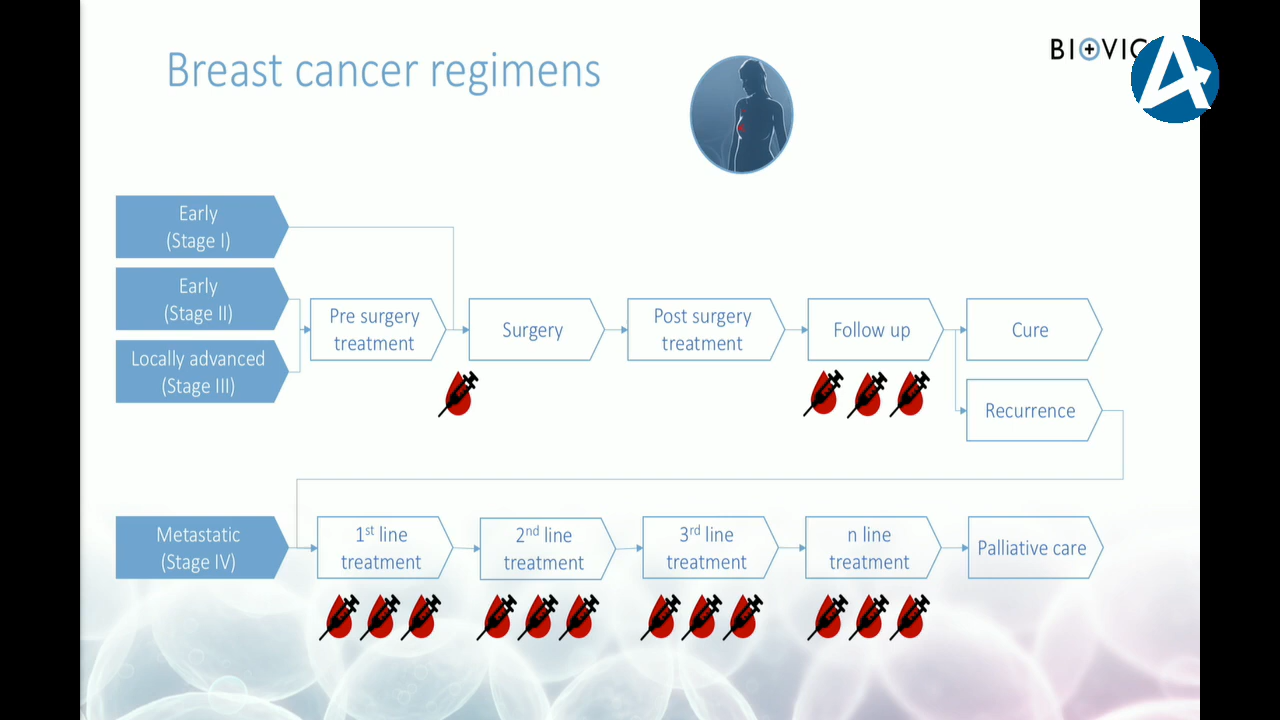 Breast cancer regimens
BIOVIC
Early
(Stage I)
Early
(Stage II)
Locally advanced
(Stage III)
Pre surgery
treatment
Surgery
Post surgery
treatment
Follow up
Cure
Recurrence
Metastatic
(Stage IV)
1st line
treatment
2nd line
treatment
3rd line
treatment
n line
treatment
Palliative care